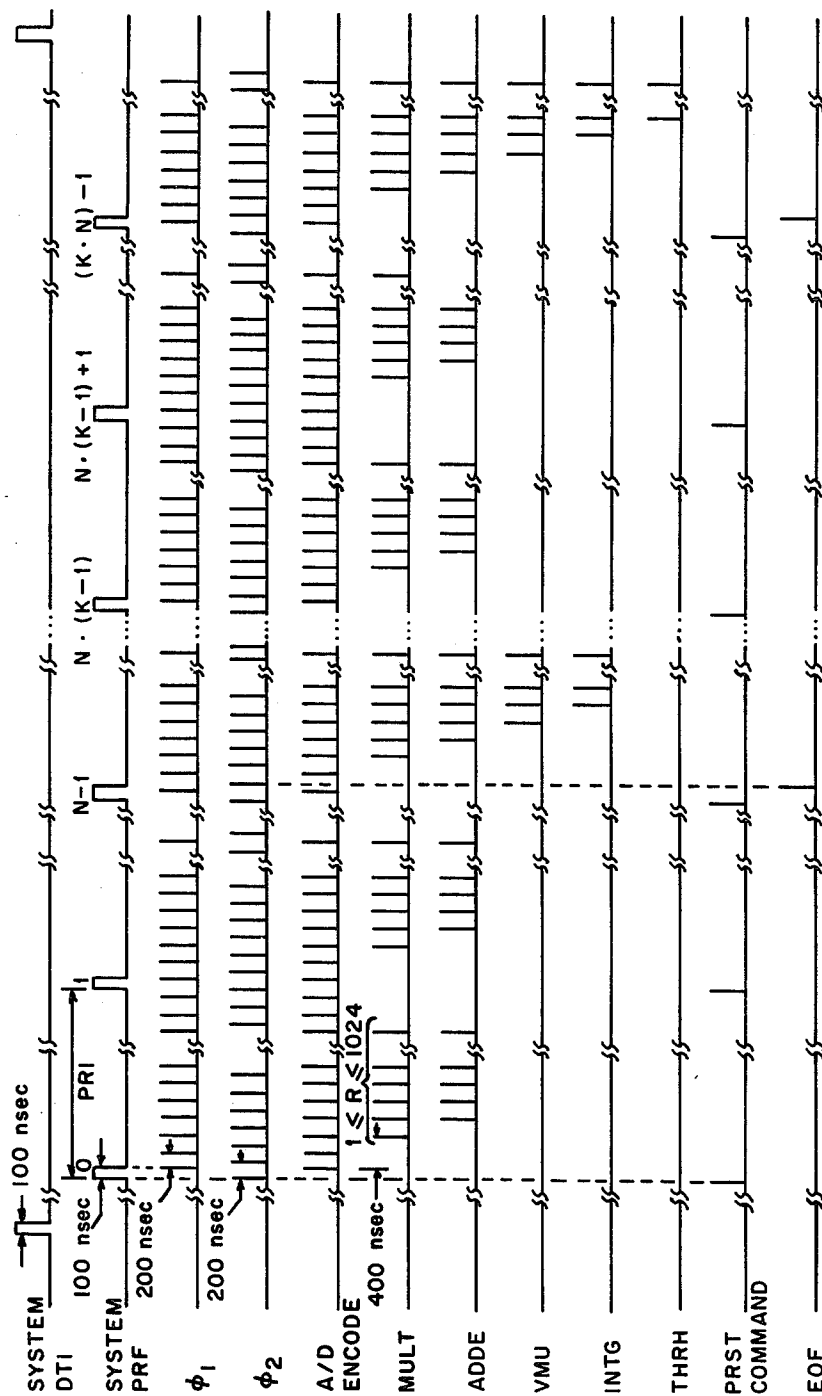 SYSTEM
DTI
100 nsec
SYSTEM
PRF
100 nsec
0
PRI
1
N-1
N·(K-1)
N·(K-1)+1
(K·N)-1
ϕ1
200 nsec
ϕ2
200 nsec
A/D
ENCODE
400 nsec
1 ≤ R ≤ 1024
MULT
ADDE
VMU
INTG
THRH
PRST
COMMAND
EOF